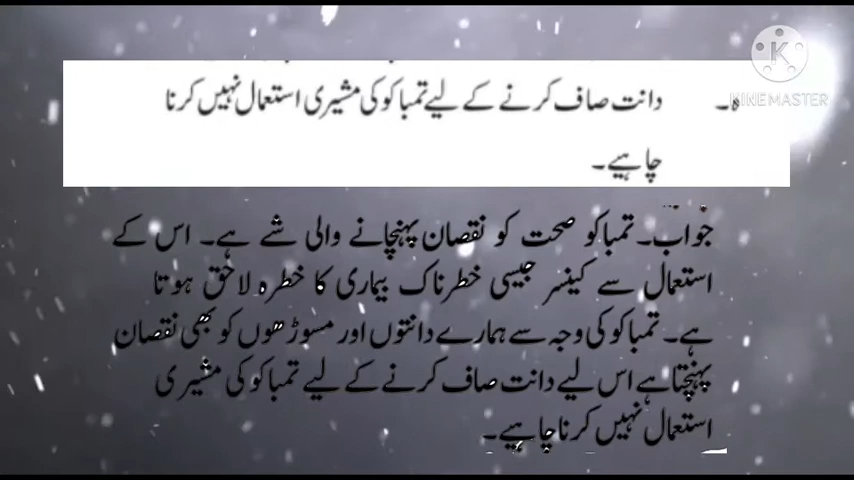 ہ۔ دانت صاف کرنے کے لیے تمباکو کی مشیری استعمال نہیں کرنا
چاہیے۔
جواب۔ تمباکو صحت کو نقصان پہنچانے والی شے ہے۔ اس کے
استعمال سے کینسر جیسی خطرناک بیماری کا خطرہ لاحق ہوتا
ہے۔ تمباکو کی وجہ سے ہمارے دانتوں اور مسوڑھوں کو بھی نقصان
پہنچتا ہے اس لیے دانت صاف کرنے کے لیے تمباکو کی مشیری
استعمال نہیں کرنا چاہیے۔
KINEMASTER